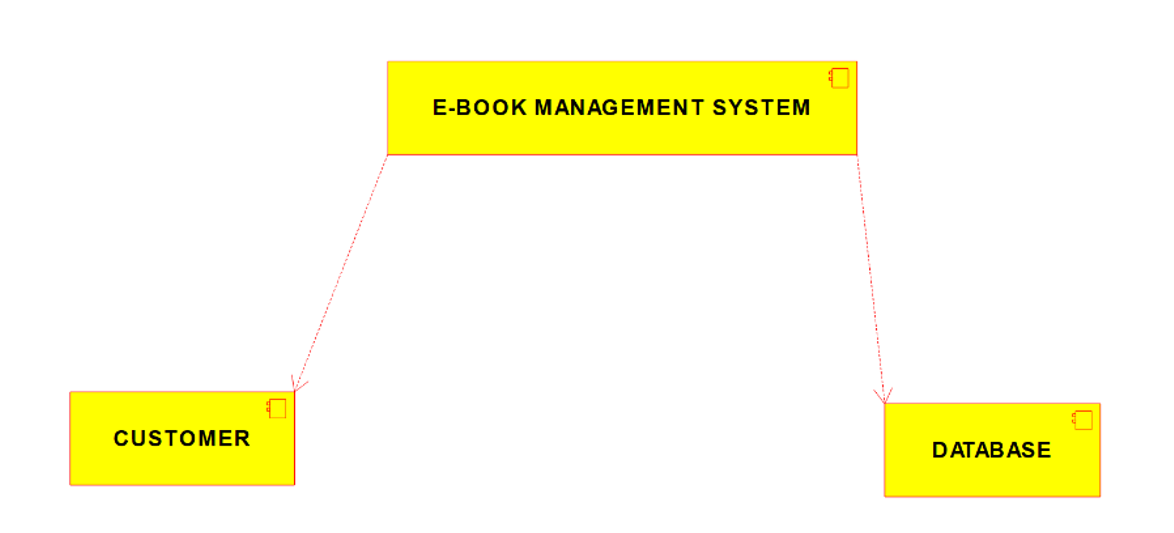 E-BOOK MANAGEMENT SYSTEM
CUSTOMER
DATABASE